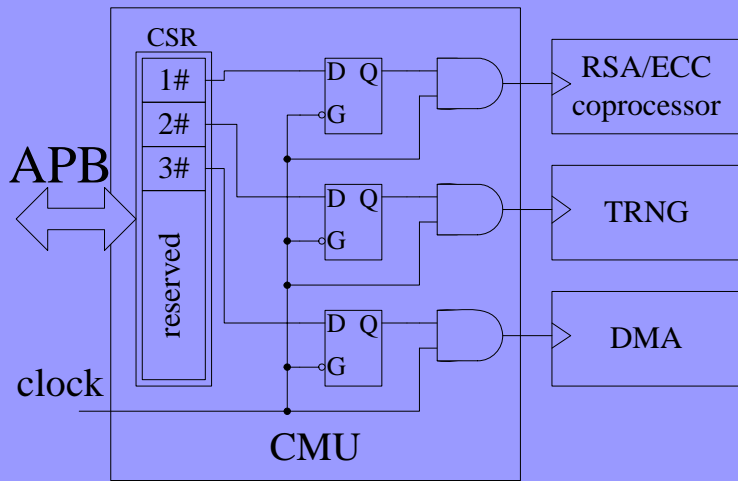 CSR
1#
2#
3#
reserved
APB
clock
CMU
D Q
G
D Q
G
D Q
G
RSA/ECC
coprocessor
TRNG
DMA